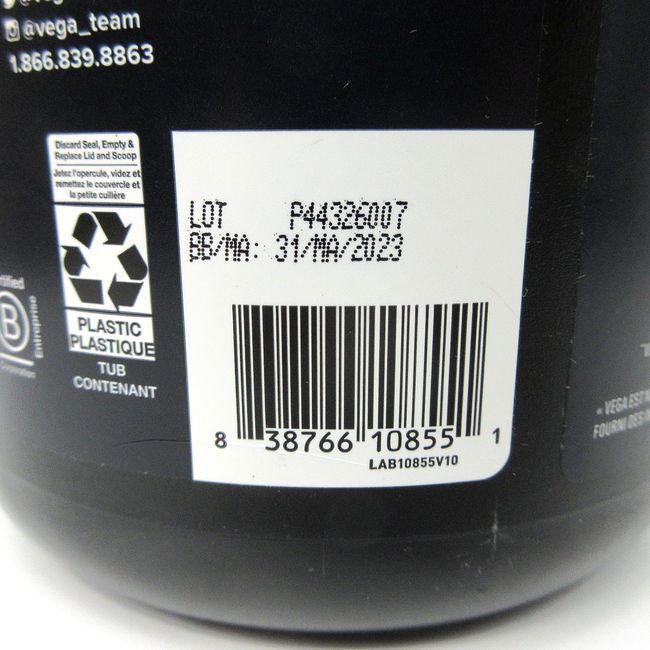 @vega_team
1.866.839.8863
Discard Seal, Empty &
Replace Lid and Scoop
Jetez l'opercule, videz et
remettez le couvercle et
la petite cuillère
PLASTIC
PLASTIQUE
TUB
CONTENANT
B
Entreprise
Corporation
LOT P44326007
BB/MA: 31/MA/2023
8 38766 10855 1
LAB10855V10
« VEGA EST
FOURNI DES